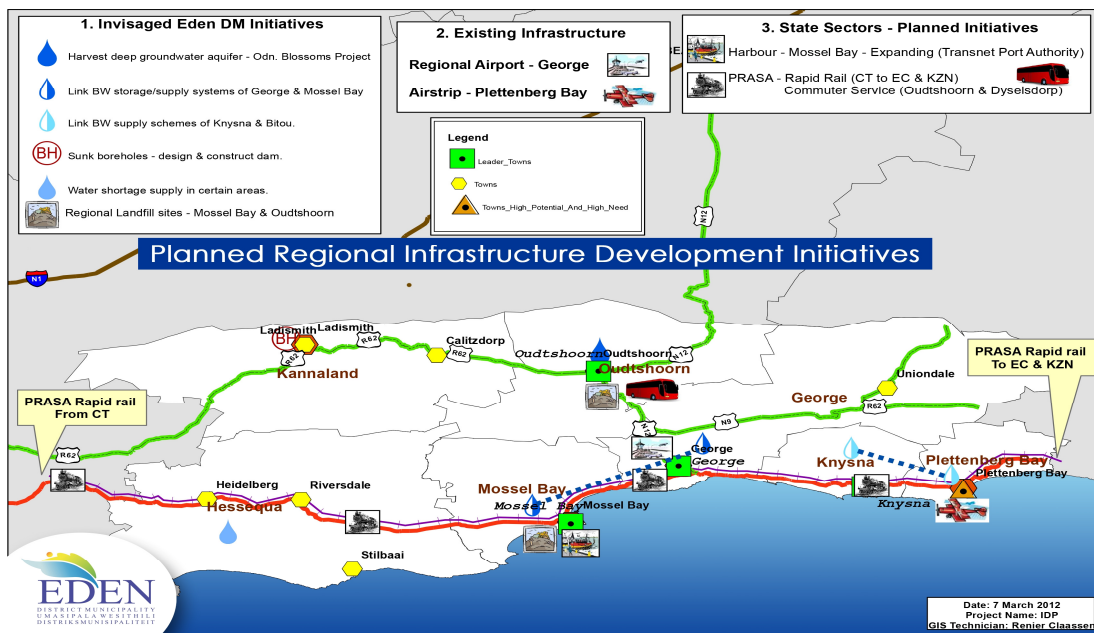 1. Invisaged Eden DM Initiatives
Harvest deep groundwater aquifer - Odn. Blossoms Project
Link BW storage/supply systems of George & Mossel Bay
Link BW supply schemes of Knysna & Bitou.
BH
Sunk boreholes - design & construct dam.
Water shortage supply in certain areas.
Regional Landfill sites - Mossel Bay & Oudtshoorn
2. Existing Infrastructure
Regional Airport - George
Airstrip - Plettenberg Bay
3. State Sectors - Planned Initiatives
Harbour - Mossel Bay - Expanding (Transnet Port Authority)
PRASA - Rapid Rail (CT to EC & KZN)
Commuter Service (Oudtshoorn & Dyselsdorp)
Legend
Leader_Towns
Towns
Towns_High_Potential_And_High_Need
N12
Planned Regional Infrastructure Development Initiatives
N1
Ladismith
Ladismith
BH
R62
R62
Kannaland
Calitzdorp
R62
Oudtshoorn
Oudtshoorn
N12
Oudtshoorn
PRASA Rapid rail
To EC & KZN
Uniondale
George
R62
PRASA Rapid rail
From CT
R62
N12
N9
George
George
Knysna
Plettenberg Bay
Plettenberg Bay
Heidelberg
Riversdale
Hessequa
Mossel Bay
Mossel Bay
Mossel Bay
Knysna
Stilbaai
EDEN
DISTRICT MUNICIPALITY
UMASIPALA WESITHILI
DISTRIKSMUNISIPALITEIT
Date: 7 March 2012
Project Name: IDP
GIS Technician: Renier Claassen